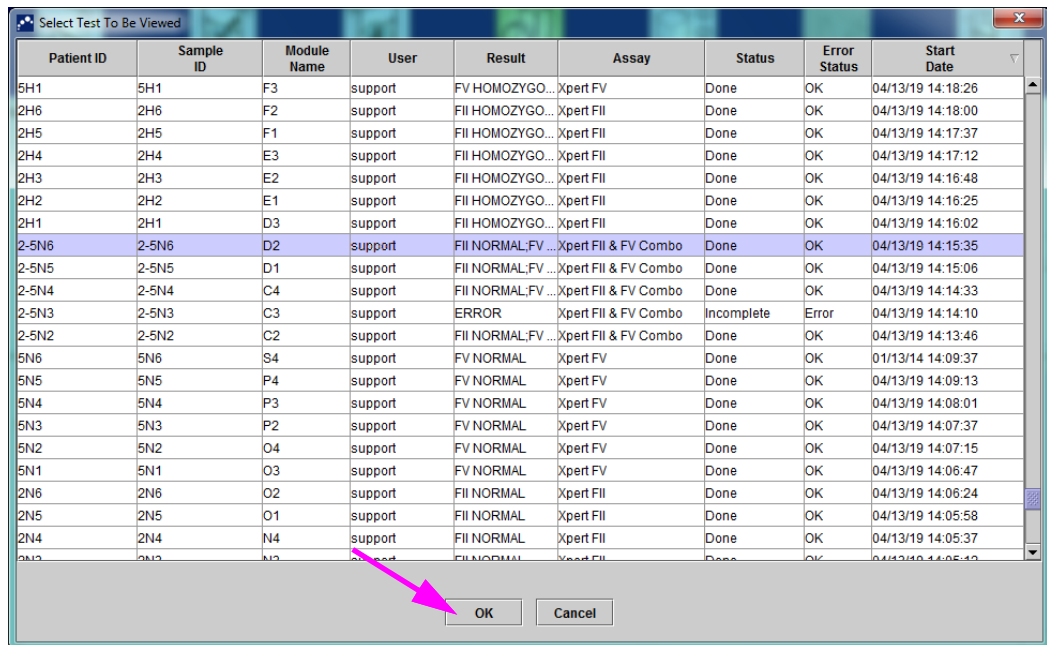 Select Test To Be Viewed
Patient ID Sample ID Module Name User Result Assay Status Error Status Start Date
5H1 5H1 F3 support FV HOMOZYGO... Xpert FV Done OK 04/13/19 14:18:26
2H6 2H6 F2 support FII HOMOZYGO... Xpert FII Done OK 04/13/19 14:18:00
2H5 2H5 F1 support FII HOMOZYGO... Xpert FII Done OK 04/13/19 14:17:37
2H4 2H4 E3 support FII HOMOZYGO... Xpert FII Done OK 04/13/19 14:17:12
2H3 2H3 E2 support FII HOMOZYGO... Xpert FII Done OK 04/13/19 14:16:48
2H2 2H2 E1 support FII HOMOZYGO... Xpert FII Done OK 04/13/19 14:16:25
2H1 2H1 D3 support FII HOMOZYGO... Xpert FII Done OK 04/13/19 14:16:02
2-5N6 2-5N6 D2 support FII NORMAL;FV ... Xpert FII & FV Combo Done OK 04/13/19 14:15:35
2-5N5 2-5N5 D1 support FII NORMAL;FV ... Xpert FII & FV Combo Done OK 04/13/19 14:15:06
2-5N4 2-5N4 C4 support FII NORMAL;FV ... Xpert FII & FV Combo Done OK 04/13/19 14:14:33
2-5N3 2-5N3 C3 support ERROR Xpert FII & FV Combo Incomplete Error 04/13/19 14:14:10
2-5N2 2-5N2 C2 support FII NORMAL;FV ... Xpert FII & FV Combo Done OK 04/13/19 14:13:46
5N6 5N6 S4 support FV NORMAL Xpert FV Done OK 01/13/14 14:09:37
5N5 5N5 P4 support FV NORMAL Xpert FV Done OK 04/13/19 14:09:13
5N4 5N4 P3 support FV NORMAL Xpert FV Done OK 04/13/19 14:08:01
5N3 5N3 P2 support FV NORMAL Xpert FV Done OK 04/13/19 14:07:37
5N2 5N2 O4 support FV NORMAL Xpert FV Done OK 04/13/19 14:07:15
5N1 5N1 O3 support FV NORMAL Xpert FV Done OK 04/13/19 14:06:47
2N6 2N6 O2 support FII NORMAL Xpert FII Done OK 04/13/19 14:06:24
2N5 2N5 O1 support FII NORMAL Xpert FII Done OK 04/13/19 14:05:58
2N4 2N4 N4 support FII NORMAL Xpert FII Done OK 04/13/19 14:05:37
OK Cancel